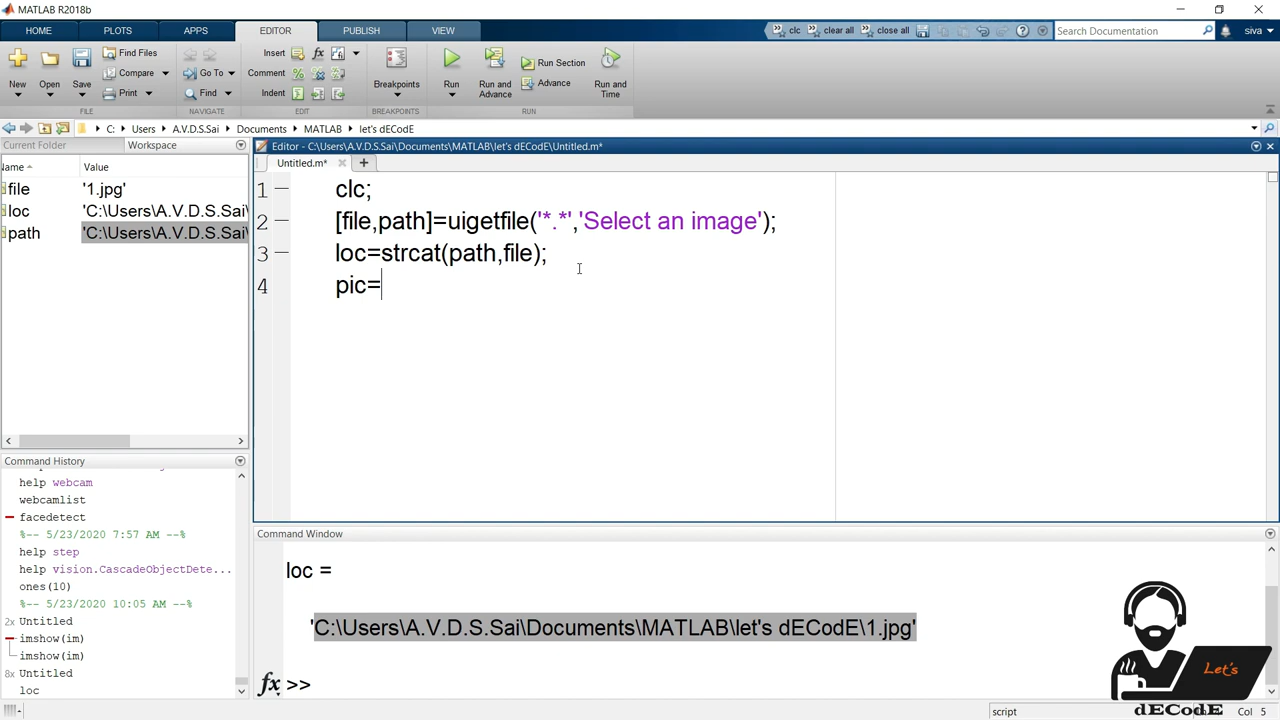 MATLAB R2018b
HOME PLOTS APPS EDITOR PUBLISH VIEW clc clear all close all Search Documentation siva
New Open Save Find Files Compare Print Go To Find Insert Comment Indent Breakpoints Run Run and Advance Run Section Advance Run and Time
FILE NAVIGATE EDIT BREAKPOINTS RUN
C: Users A.V.D.S.Sai Documents MATLAB let's dECodE
Current Folder Workspace
Editor - C:\Users\A.V.D.S.Sai\Documents\MATLAB\let's dECodE\Untitled.m*
Untitled.m* +
Name Value
file '1.jpg'
loc 'C:\Users\A.V.D.S.Sai\
path 'C:\Users\A.V.D.S.Sai\
1 clc;
2 [file,path]=uigetfile('*.*','Select an image');
3 loc=strcat(path,file);
4 pic=
Command History
help webcam
webcamlist
facedetect
%-- 5/23/2020 7:57 AM --%
help step
help vision.CascadeObjectDete...
ones(10)
%-- 5/23/2020 10:05 AM --%
2x Untitled
imshow(im)
imshow(im)
8x Untitled
loc
Command Window
loc =
'C:\Users\A.V.D.S.Sai\Documents\MATLAB\let's dECodE\1.jpg'
fx >>
Let's
dECodE
script Ln 4 Col 5